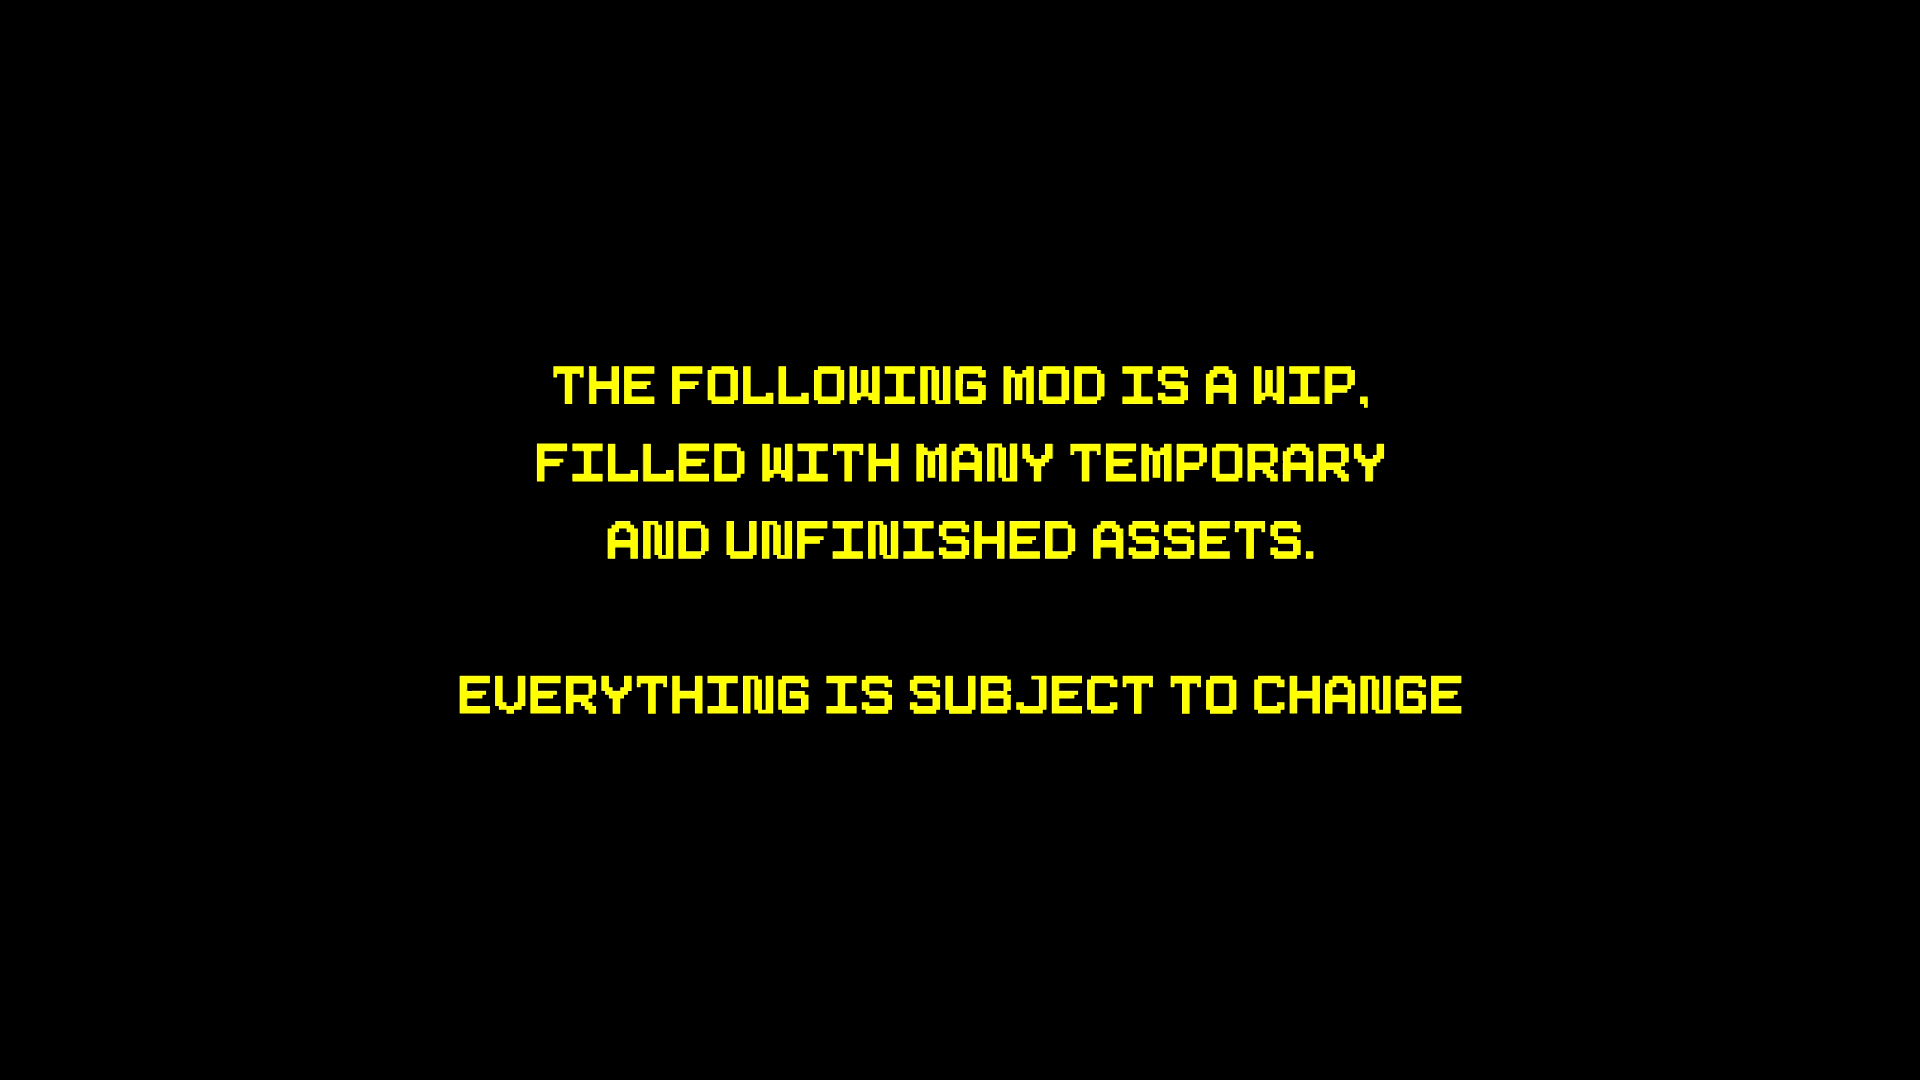 THE FOLLOWING MOD IS A WIP,
FILLED WITH MANY TEMPORARY
AND UNFINISHED ASSETS.
EVERYTHING IS SUBJECT TO CHANGE